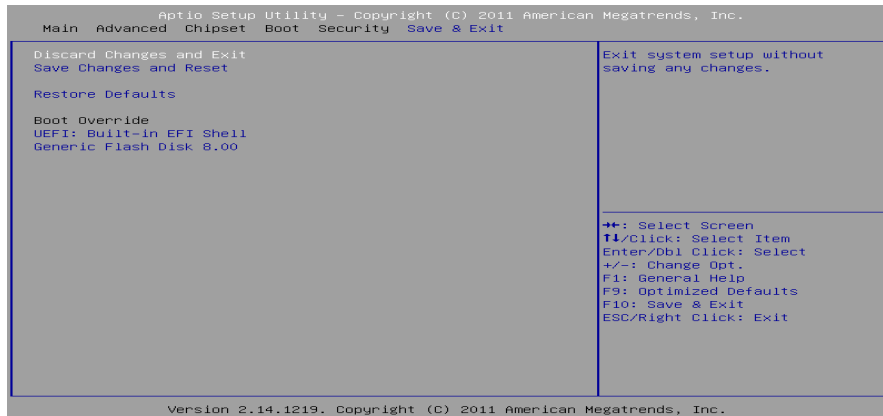 Aptio Setup Utility – Copyright (C) 2011 American Megatrends, Inc.
Main Advanced Chipset Boot Security Save & Exit
Discard Changes and Exit
Save Changes and Reset
Restore Defaults
Boot Override
UEFI: Built-in EFI Shell
Generic Flash Disk 8.00
Exit system setup without
saving any changes.
→←: Select Screen
↑↓/Click: Select Item
Enter/Dbl Click: Select
+/-: Change Opt.
F1: General Help
F9: Optimized Defaults
F10: Save & Exit
ESC/Right Click: Exit
Version 2.14.1219. Copyright (C) 2011 American Megatrends, Inc.